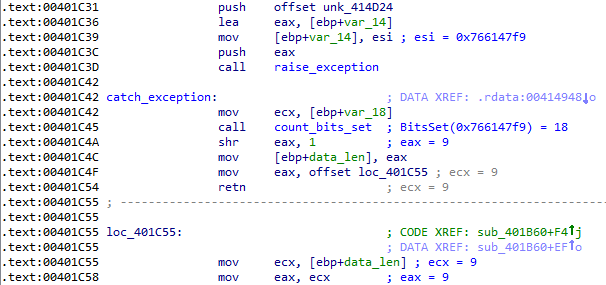 .text:00401C31 push offset unk_414D24
.text:00401C36 lea eax, [ebp+var_14]
.text:00401C39 mov [ebp+var_14], esi ; esi = 0x766147f9
.text:00401C3C push eax
.text:00401C3D call raise_exception
.text:00401C42
.text:00401C42 catch_exception: ; DATA XREF: .rdata:00414948↓o
.text:00401C42 mov ecx, [ebp+var_18]
.text:00401C45 call count_bits_set ; BitsSet(0x766147f9) = 18
.text:00401C4A shr eax, 1 ; eax = 9
.text:00401C4C mov [ebp+data_len], eax
.text:00401C4F mov eax, offset loc_401C55 ; ecx = 9
.text:00401C54 retn ; ecx = 9
.text:00401C55 ; ---------------------------------------------------------------------------
.text:00401C55
.text:00401C55 loc_401C55: ; CODE XREF: sub_401B60+F4↑j
.text:00401C55 ; DATA XREF: sub_401B60+EF↑o
.text:00401C55 mov ecx, [ebp+data_len] ; ecx = 9
.text:00401C58 mov eax, ecx ; eax = 9